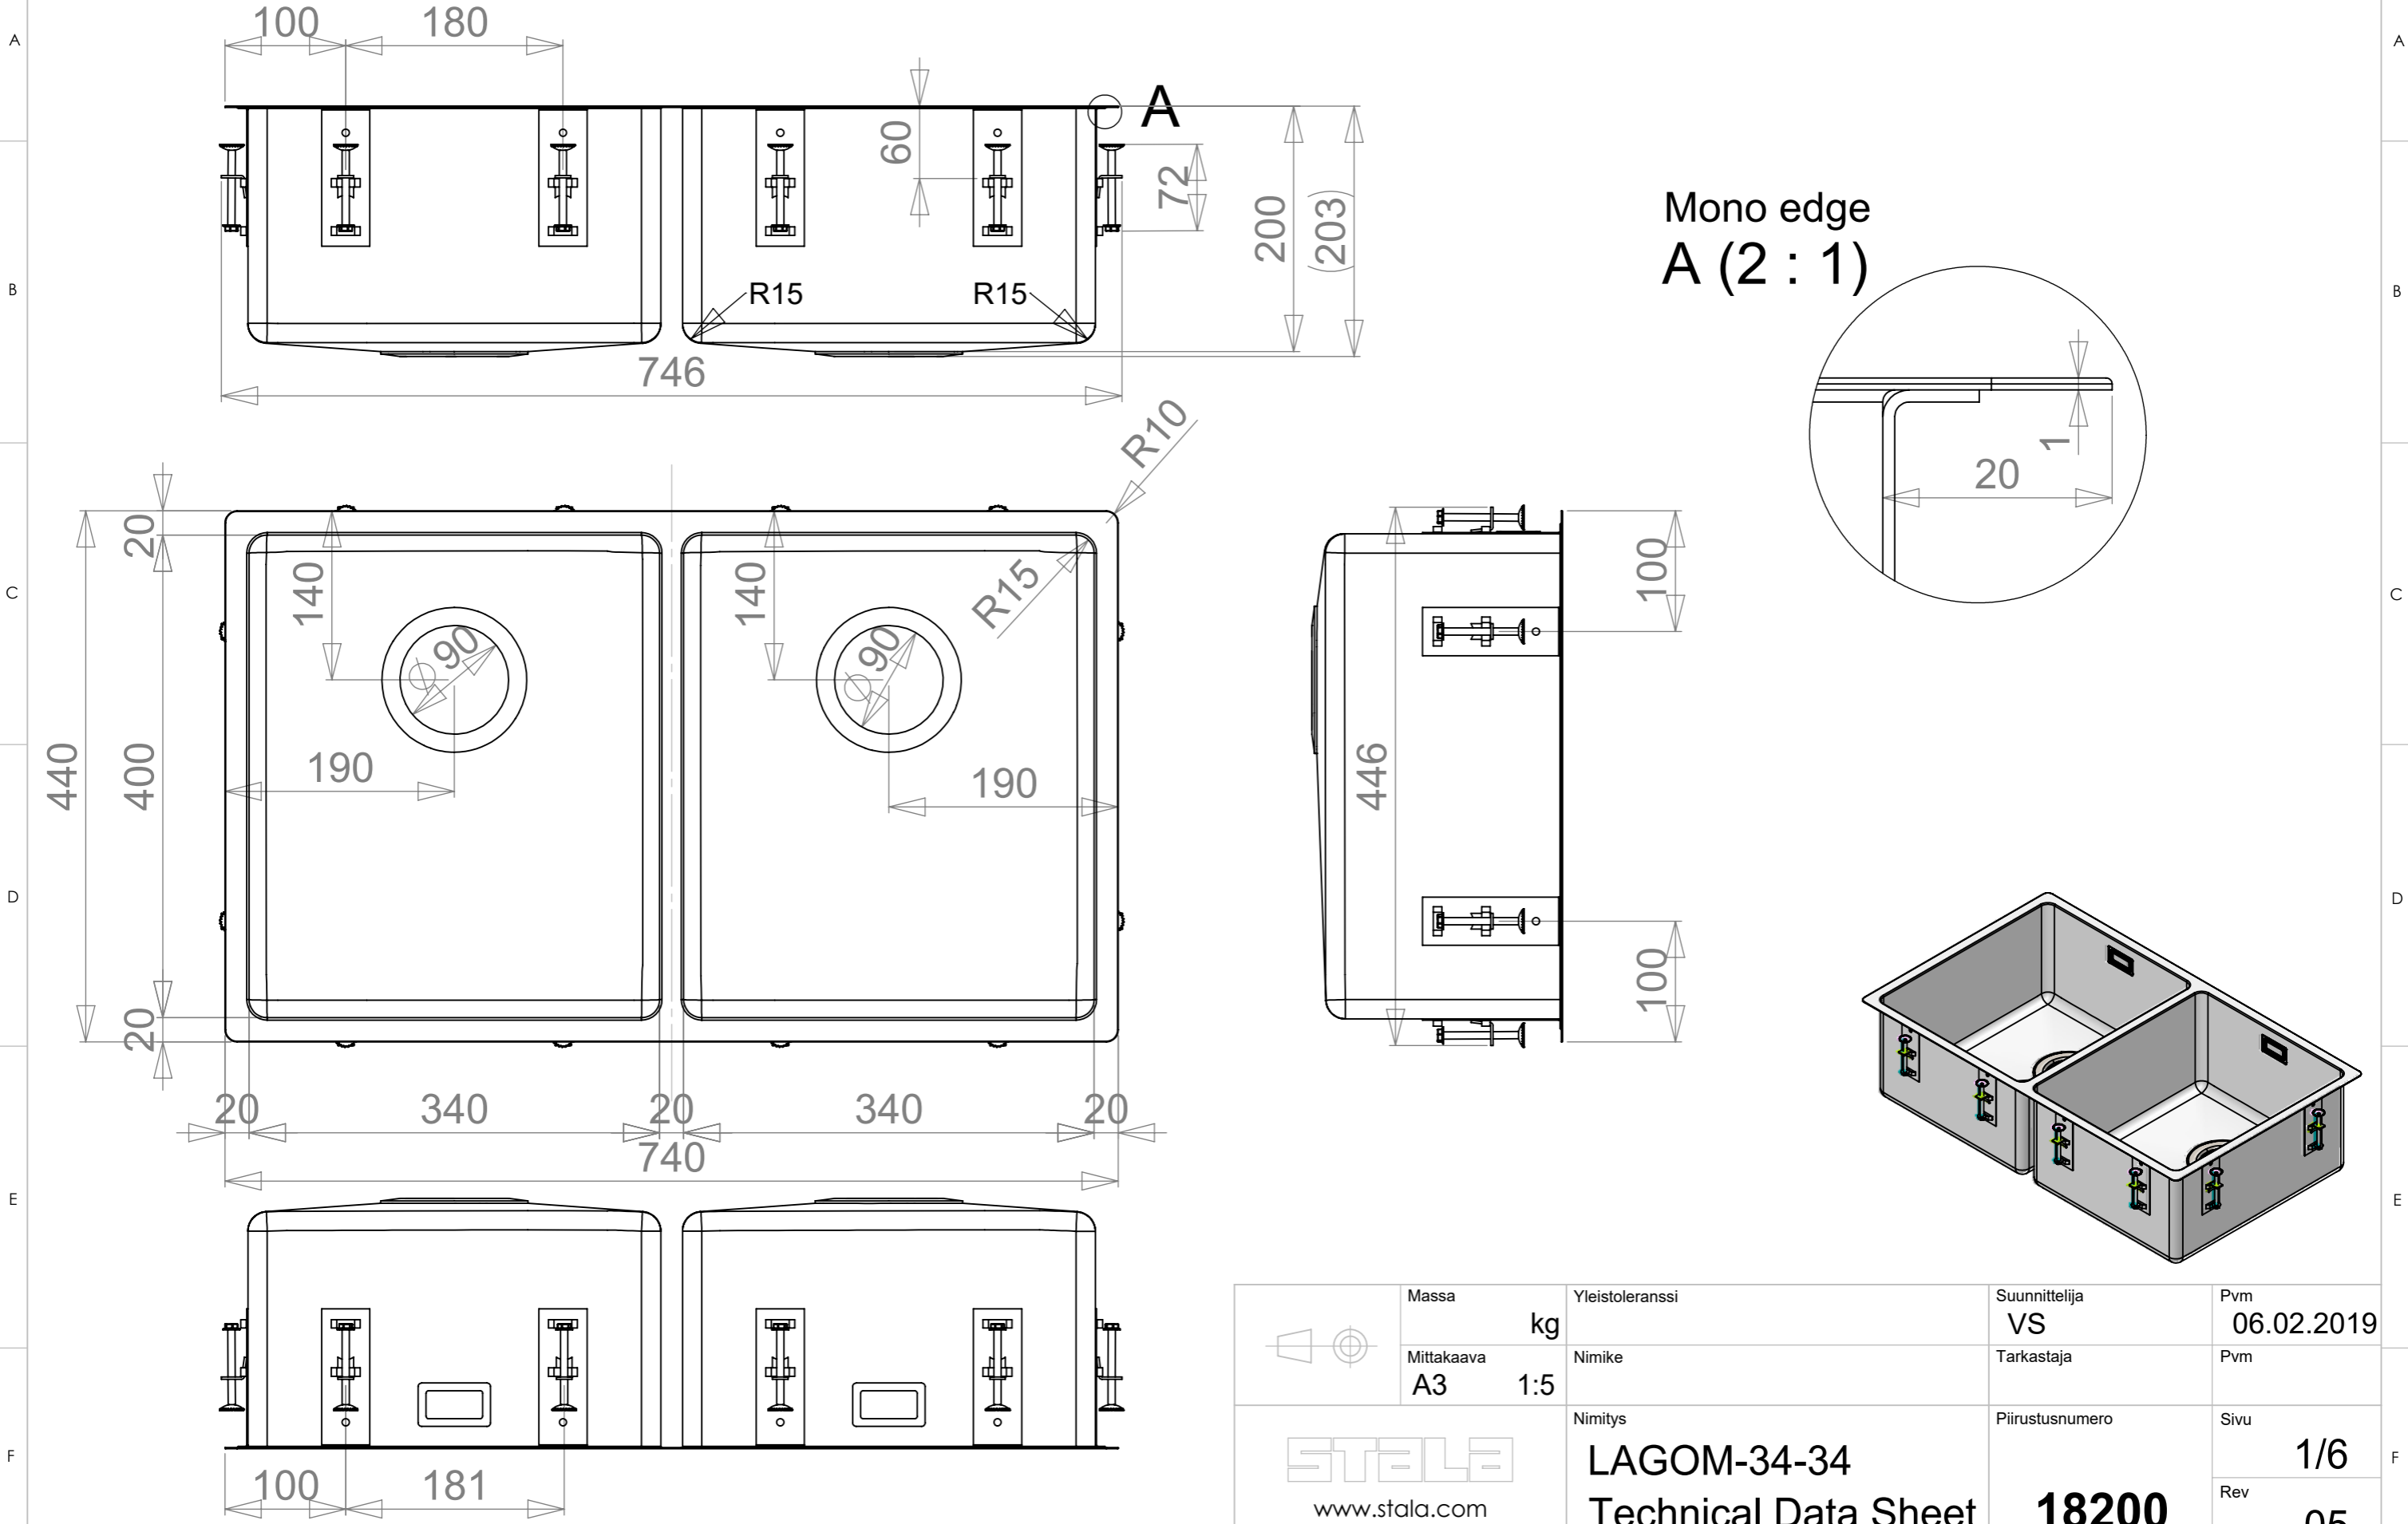 100
180
A
A
A
60
72
200
(203)
Mono edge
A (2 : 1)
B
R15
R15
B
746
1
20
R10
20
140
140
R15
100
C
C
⌀ 90
⌀ 90
440
400
190
190
446
D
D
100
20
20
340
20
340
20
740
E
E
Massa
kg
Yleistoleranssi
Suunnittelija
VS
Pvm
06.02.2019
Mittakaava
A3 1:5
Nimike
Tarkastaja
Pvm
STALA
www.stala.com
Nimitys
LAGOM-34-34
Technical Data Sheet
Piirustusnumero
18200
Sivu
1/6
Rev
05
F
F
100
181